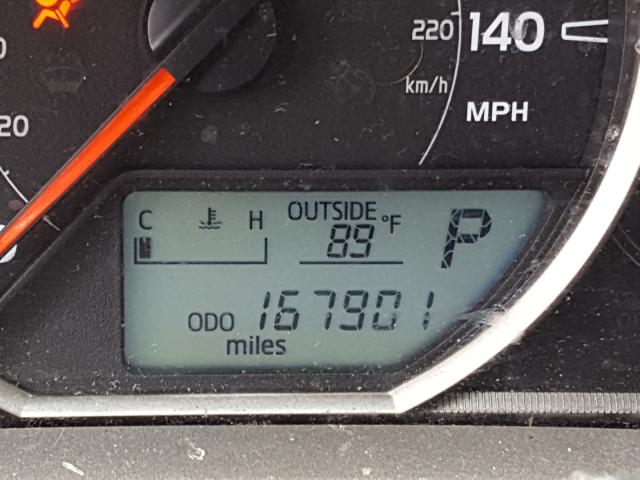 220 140
km/h
20
MPH
C H OUTSIDE
89 °F P
ODO 167901
miles